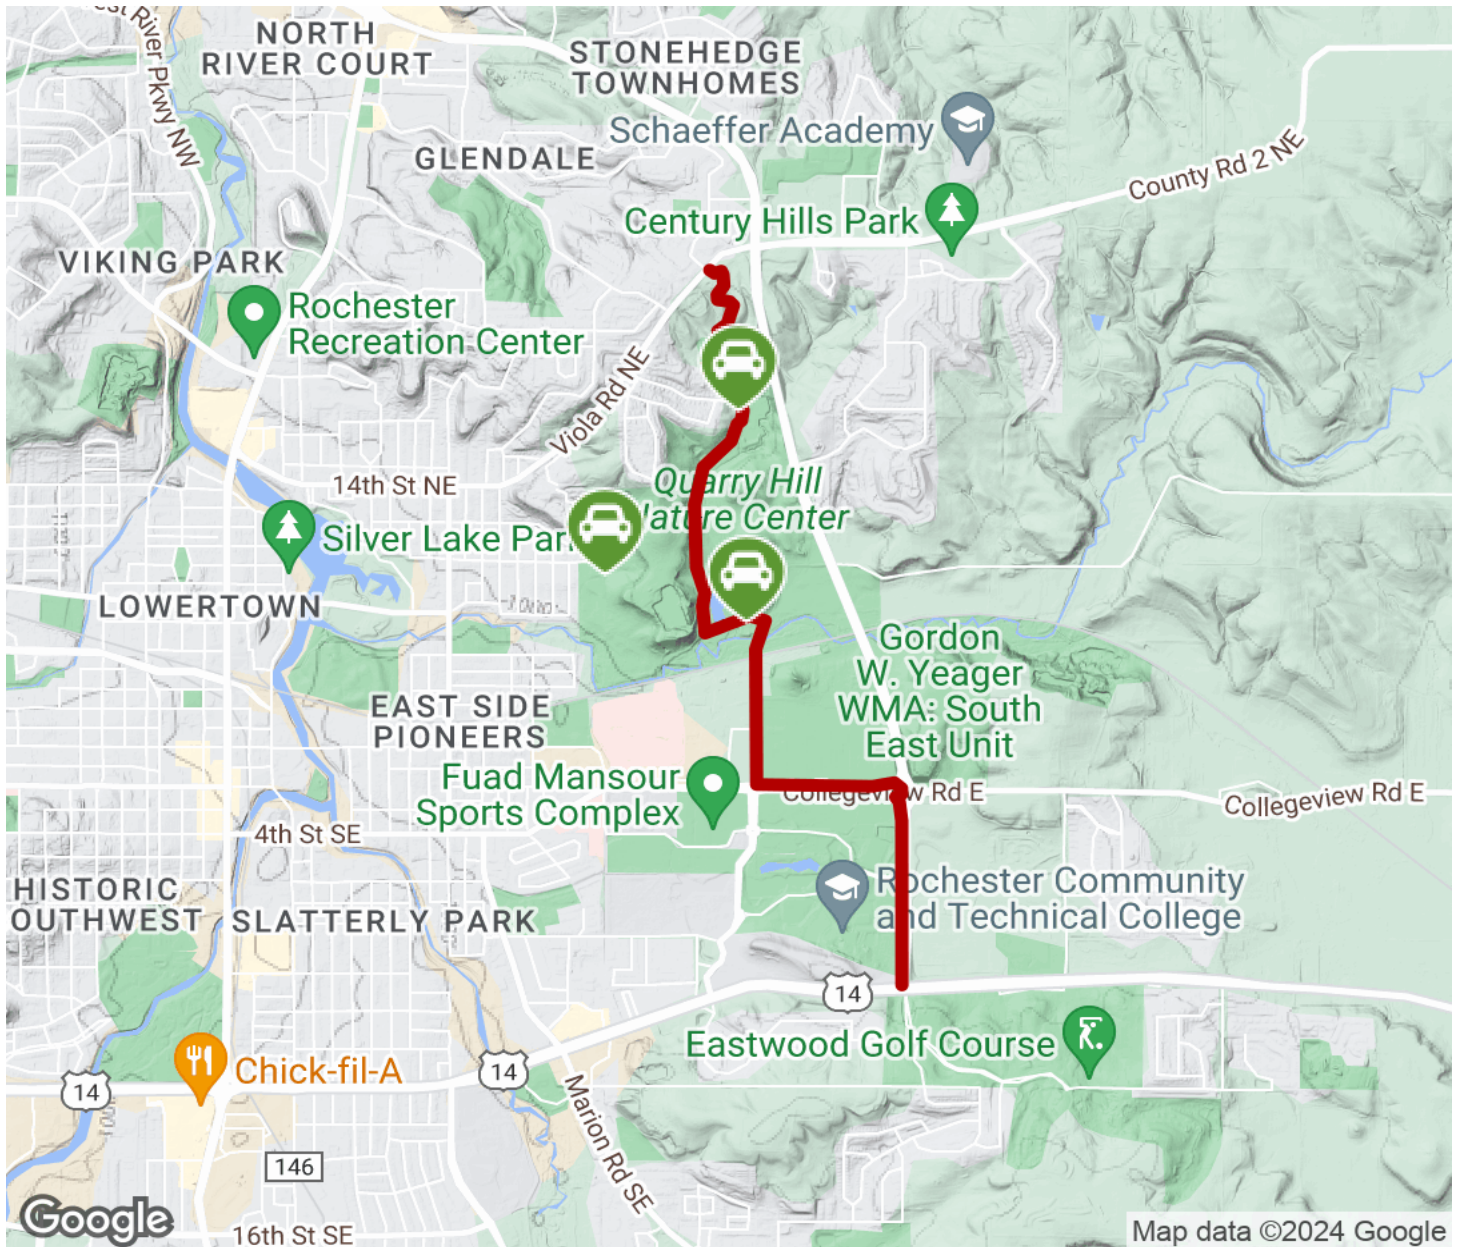 est River Pkwy NW
NORTH
RIVER COURT
STONEHEDGE
TOWNHOMES
Schaeffer Academy
GLENDALE
County Rd 2 NE
Century Hills Park
VIKING PARK
Rochester
Recreation Center
Viola Rd NE
14th St NE
Quarry Hill
Nature Center
Silver Lake Park
LOWERTOWN
Gordon
W. Yeager
WMA: South
East Unit
EAST SIDE
PIONEERS
Fuad Mansour
Sports Complex
Collegeview Rd E
Collegeview Rd E
4th St SE
HISTORIC
OUTHWEST
SLATTERLY PARK
Rochester Community
and Technical College
14
Eastwood Golf Course
14
Chick-fil-A
14
Marion Rd SE
146
Google
16th St SE
Map data ©2024 Google